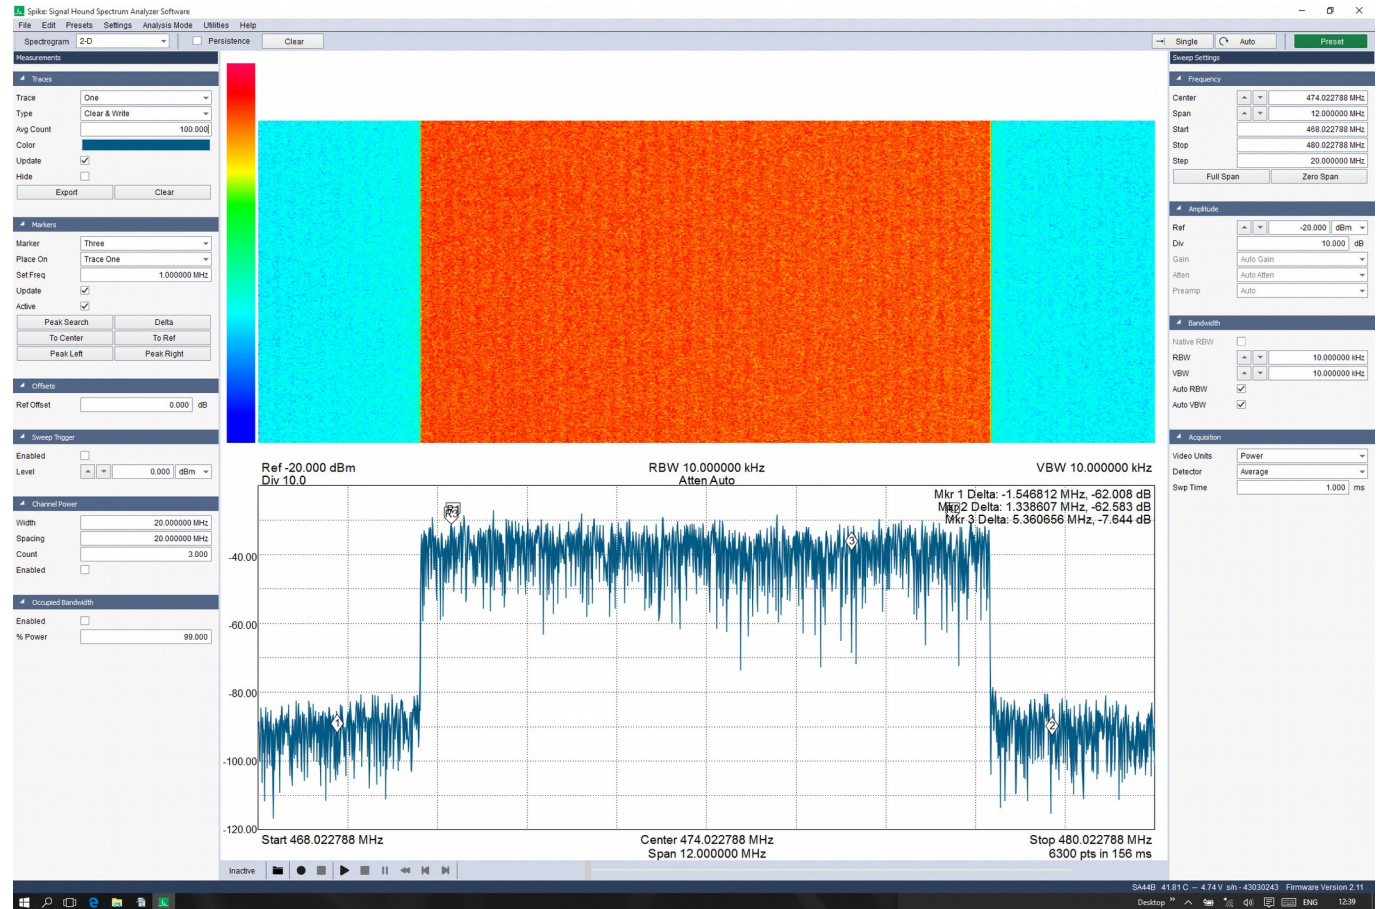 Spike: Signal Hound Spectrum Analyzer Software
File Edit Presets Settings Analysis Mode Utilities Help
Spectrogram 2-D Persistence Clear Single Auto Preset
Measurements
Traces
Trace One
Type Clear & Write
Avg Count 100.000
Color
Update
Hide
Export Clear
Markers
Marker Three
Place On Trace One
Set Freq 1.000000 MHz
Update
Active
Peak Search Delta
To Center To Ref
Peak Left Peak Right
Offsets
Ref Offset 0.000 dB
Sweep Trigger
Enabled
Level 0.000 dBm
Channel Power
Width 20.000000 MHz
Spacing 20.000000 MHz
Count 3.000
Enabled
Occupied Bandwidth
Enabled
% Power 99.000
Ref -20.000 dBm RBW 10.000000 kHz VBW 10.000000 kHz
Div 10.0 Atten Auto
Mkr 1 Delta: -1.546812 MHz, -62.008 dB
Mkr 2 Delta: 1.338607 MHz, -62.583 dB
Mkr 3 Delta: 5.360656 MHz, -7.644 dB
R3
3
-40.00
-60.00
-80.00
1
2
-100.00
-120.00
Start 468.022788 MHz Center 474.022788 MHz Stop 480.022788 MHz
Span 12.000000 MHz 6300 pts in 156 ms
Inactive
Sweep Settings
Frequency
Center 474.022788 MHz
Span 12.000000 MHz
Start 468.022788 MHz
Stop 480.022788 MHz
Step 20.000000 MHz
Full Span Zero Span
Amplitude
Ref -20.000 dBm
Div 10.000 dB
Gain Auto Gain
Atten Auto Atten
Preamp Auto
Bandwidth
Native RBW
RBW 10.000000 kHz
VBW 10.000000 kHz
Auto RBW
Auto VBW
Acquisition
Video Units Power
Detector Average
Swp Time 1.000 ms
SA44B 41.81 C – 4.74 V s/n - 43030243 Firmware Version 2.11
Desktop ENG 12:39